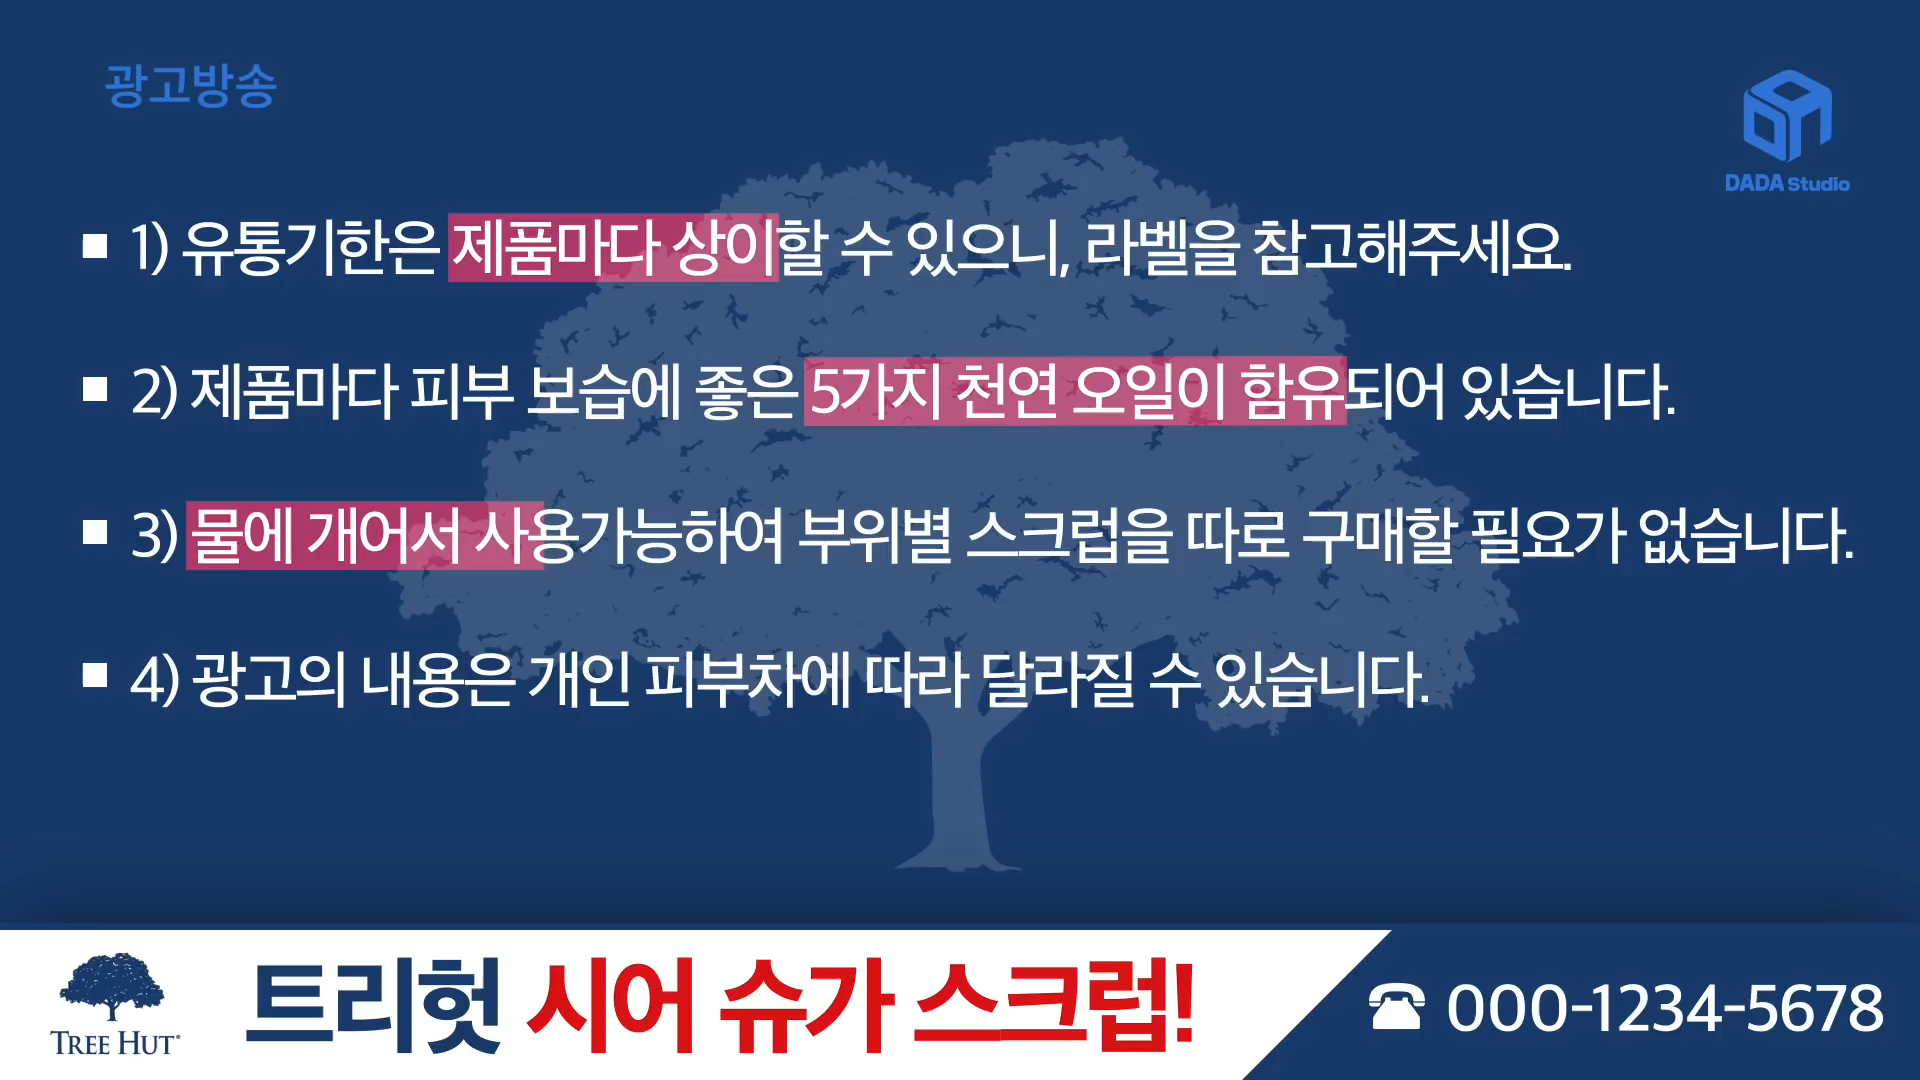 광고방송
DADA Studio
1) 유통기한은 제품마다 상이할 수 있으니, 라벨을 참고해주세요.
2) 제품마다 피부 보습에 좋은 5가지 천연 오일이 함유되어 있습니다.
3) 물에 개어서 사용가능하여 부위별 스크럽을 따로 구매할 필요가 없습니다.
4) 광고의 내용은 개인 피부차에 따라 달라질 수 있습니다.
TREE HUT®
트리헛 시어 슈가 스크럽!
☎ 000-1234-5678